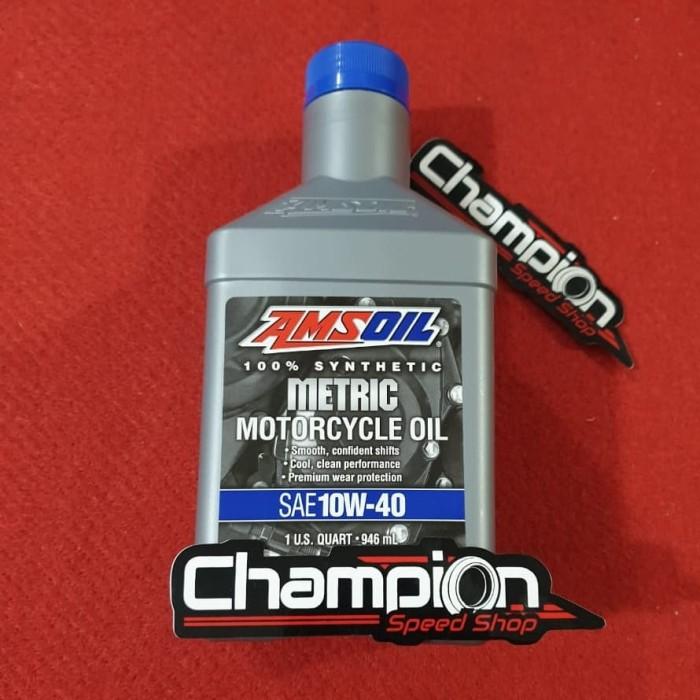 AMSOIL
Champion
Speed Shop
AMSOIL
100% SYNTHETIC
METRIC
MOTORCYCLE OIL
• Smooth, confident shifts
• Cool, clean performance
• Premium wear protection
SAE 10W-40
1 U.S. QUART • 946 mL
Champion
Speed Shop